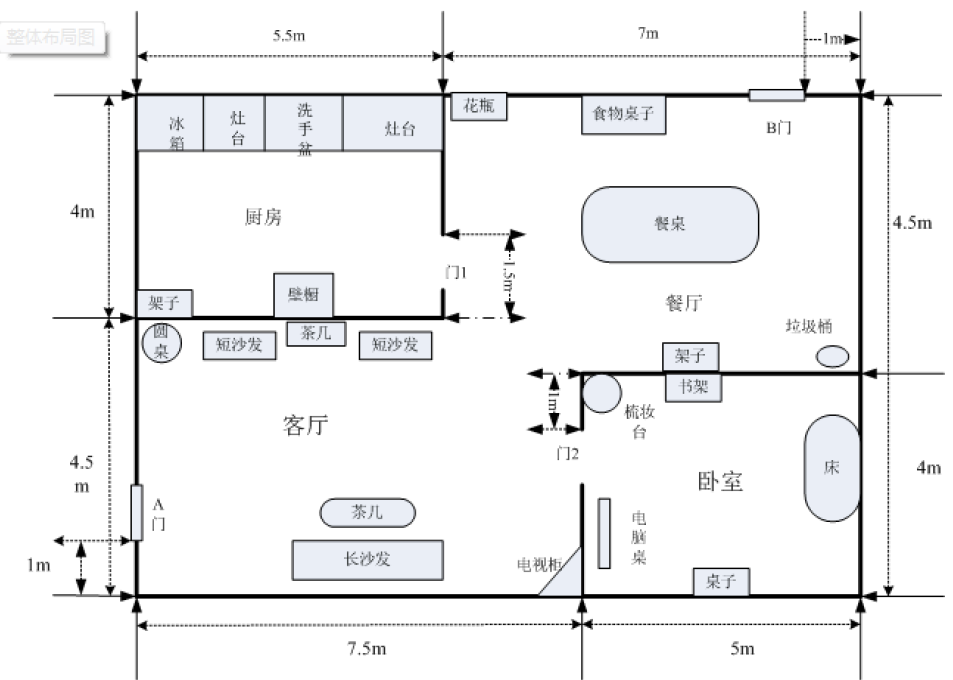 整体布局图
5.5m
7m
1m
花瓶
食物桌子
B门
冰
箱
灶
台
洗
手
盆
灶台
4m
厨房
餐桌
4.5m
门1
1.5m
壁橱
架子
餐厅
垃圾桶
圆
桌
短沙发
茶几
短沙发
架子
书架
1m
梳妆
台
客厅
门2
4.5
m
卧室
床
4m
A
门
茶几
电
脑
桌
长沙发
电视柜
1m
桌子
7.5m
5m